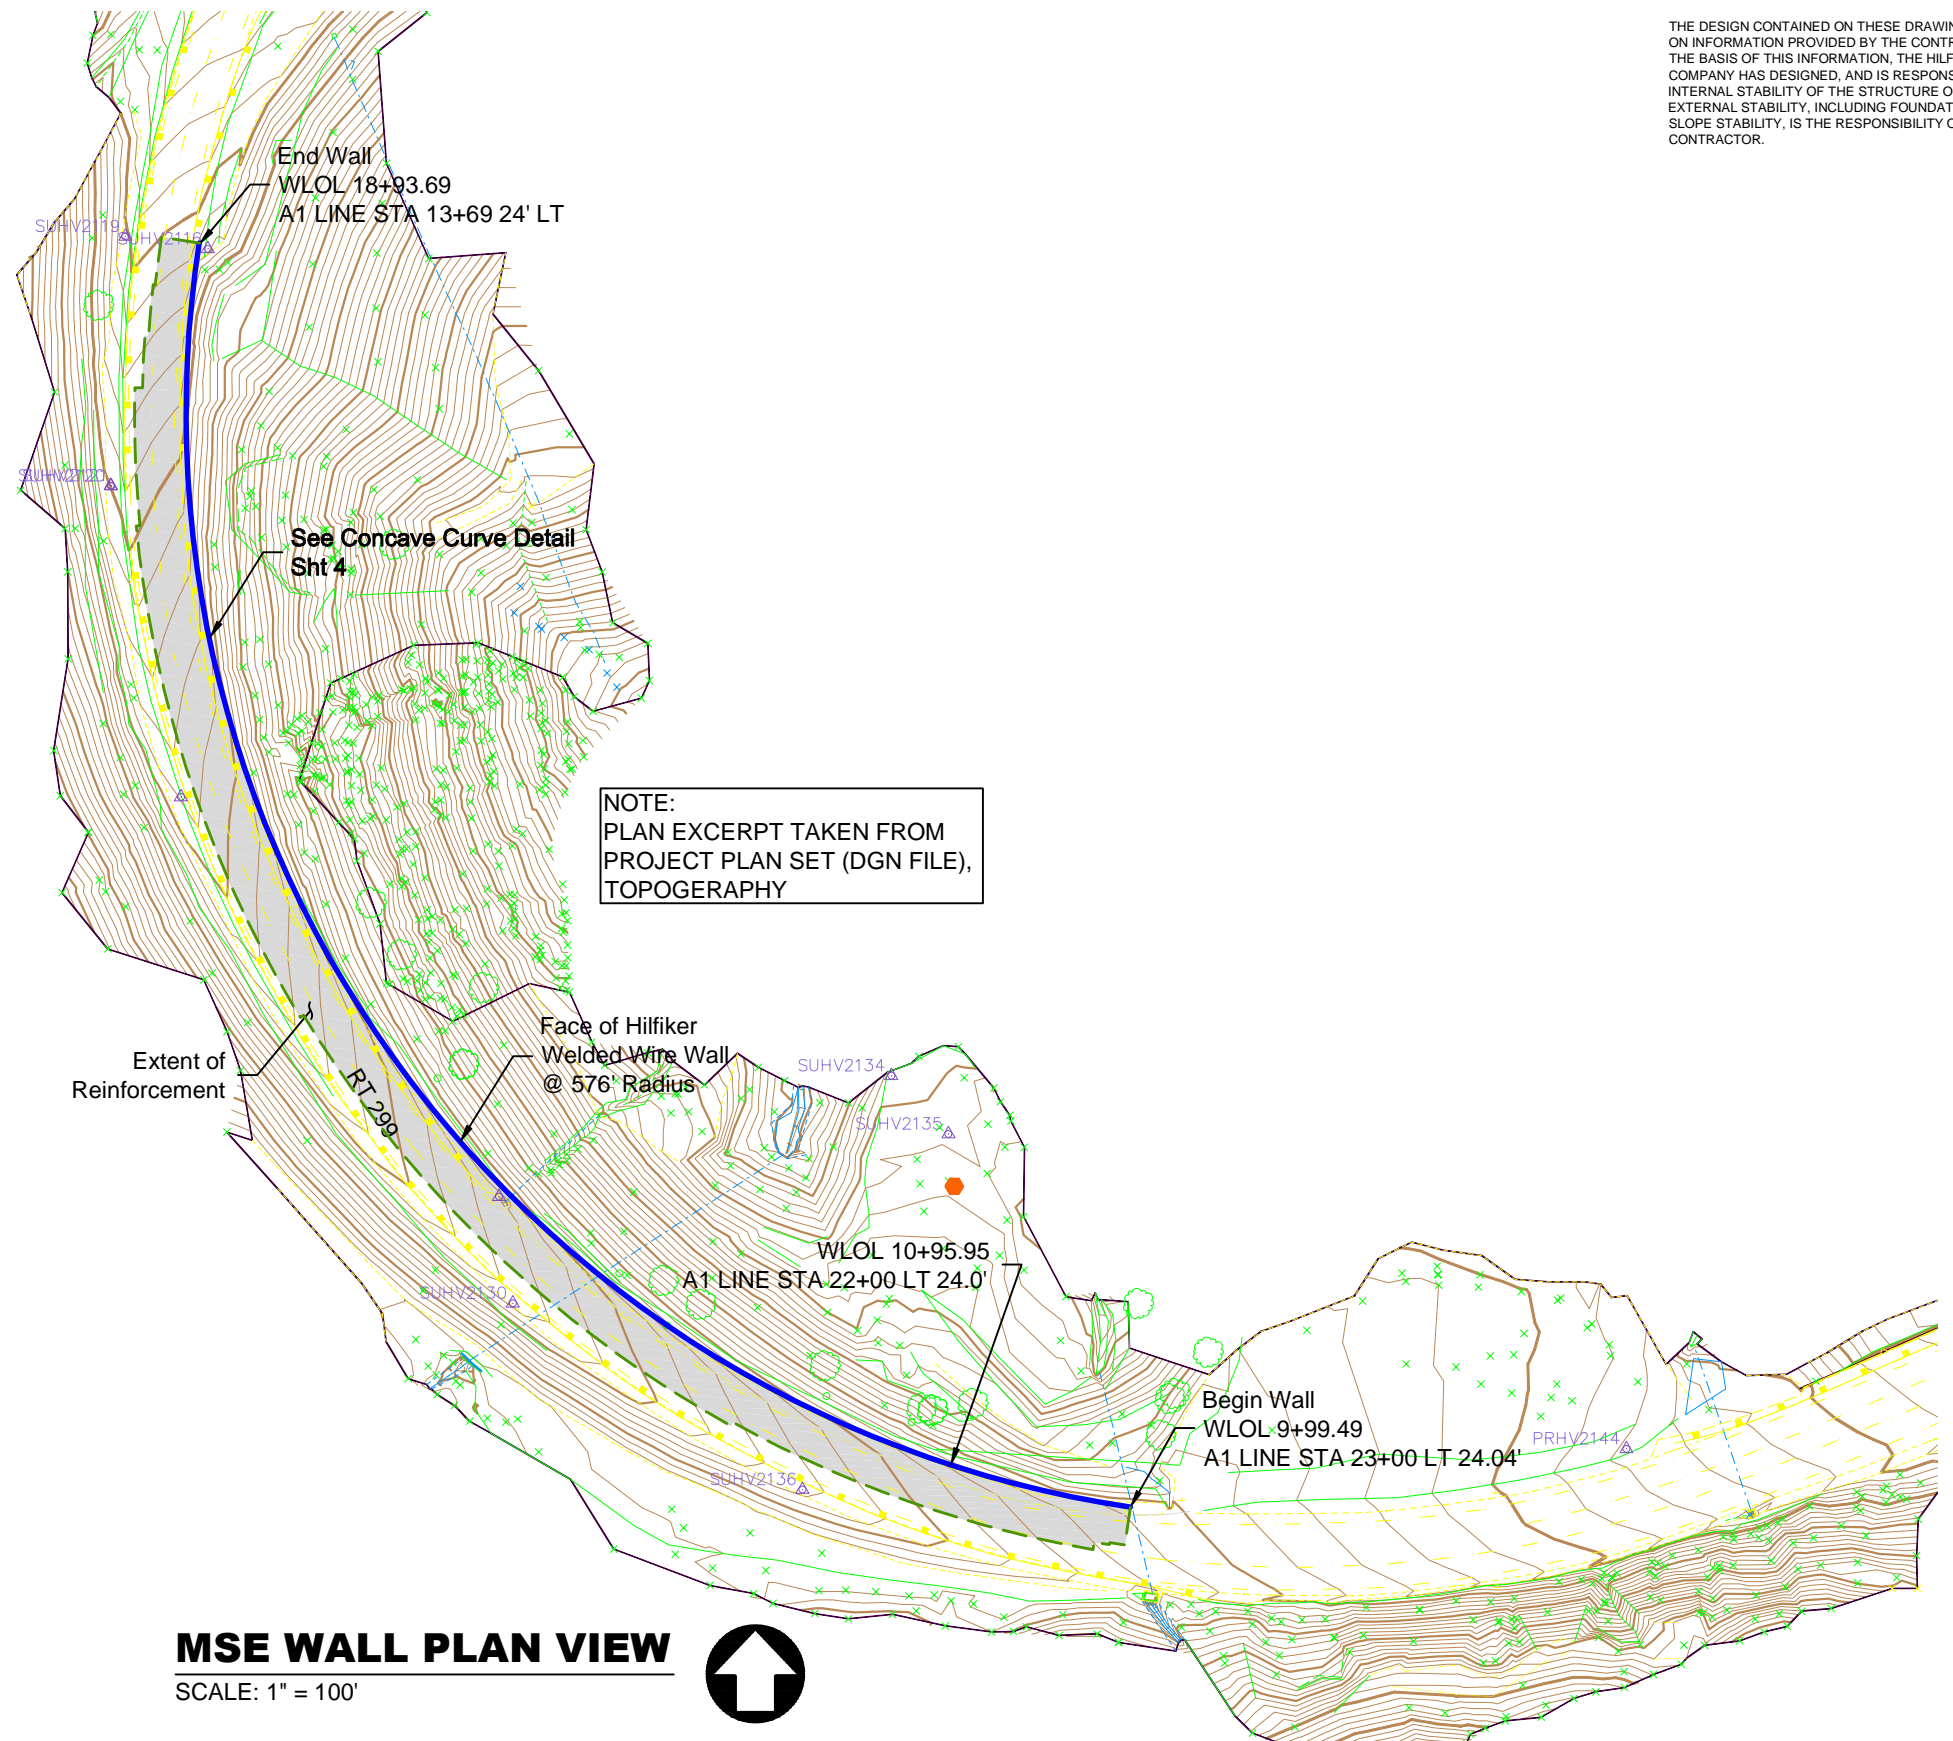 THE DESIGN CONTAINED ON THESE DRAWIN
ON INFORMATION PROVIDED BY THE CONTR
THE BASIS OF THIS INFORMATION, THE HILF
COMPANY HAS DESIGNED, AND IS RESPONS
INTERNAL STABILITY OF THE STRUCTURE O
EXTERNAL STABILITY, INCLUDING FOUNDAT
SLOPE STABILITY, IS THE RESPONSIBILITY O
CONTRACTOR.
End Wall
WLOL 18+93.69
A1 LINE STA 13+69 24' LT
SUHV2119
SUHV2116
See Concave Curve Detail
Sht 4
NOTE:
PLAN EXCERPT TAKEN FROM
PROJECT PLAN SET (DGN FILE),
TOPOGERAPHY
Face of Hilfiker
Welded Wire Wall
@ 576' Radius
Extent of
Reinforcement
RT 299
SUHV2134
SUHV2135
WLOL 10+95.95
A1 LINE STA 22+00 LT 24.0'
SUHV2130
Begin Wall
WLOL 9+99.49
A1 LINE STA 23+00 LT 24.04'
PRHV2144
SUHV2136
MSE WALL PLAN VIEW
SCALE: 1" = 100'